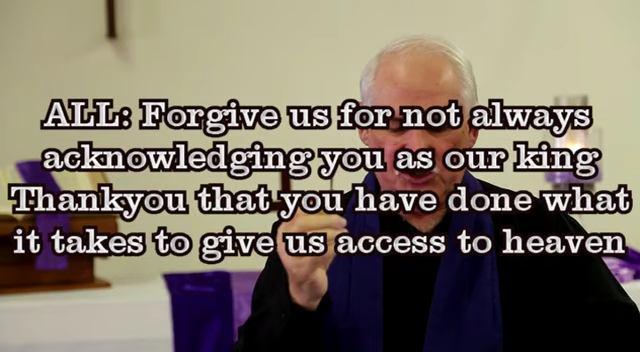 ALL: Forgive us for not always
acknowledging you as our king
Thankyou that you have done what
it takes to give us access to heaven